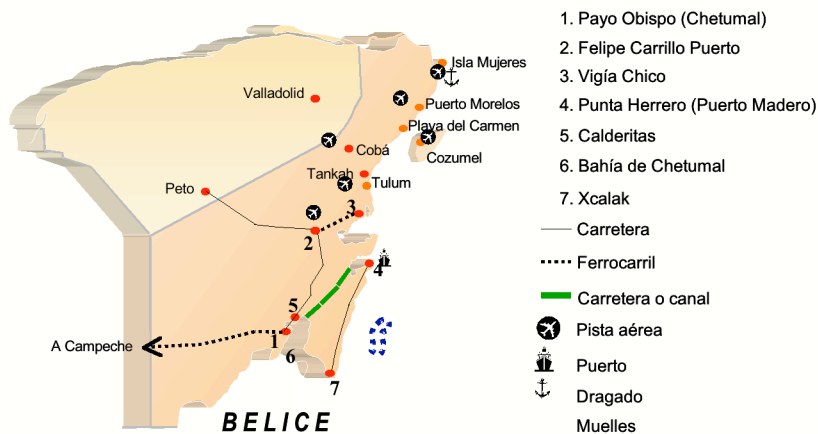 Isla Mujeres
Valladolid
Puerto Morelos
Playa del Carmen
Cobá
Cozumel
Tankah
Peto
Tulum
3
2
4
5
A Campeche
1
6
7
BELICE
1. Payo Obispo (Chetumal)
2. Felipe Carrillo Puerto
3. Vigía Chico
4. Punta Herrero (Puerto Madero)
5. Calderitas
6. Bahía de Chetumal
7. Xcalak
Carretera
Ferrocarril
Carretera o canal
Pista aérea
Puerto
Dragado
Muelles